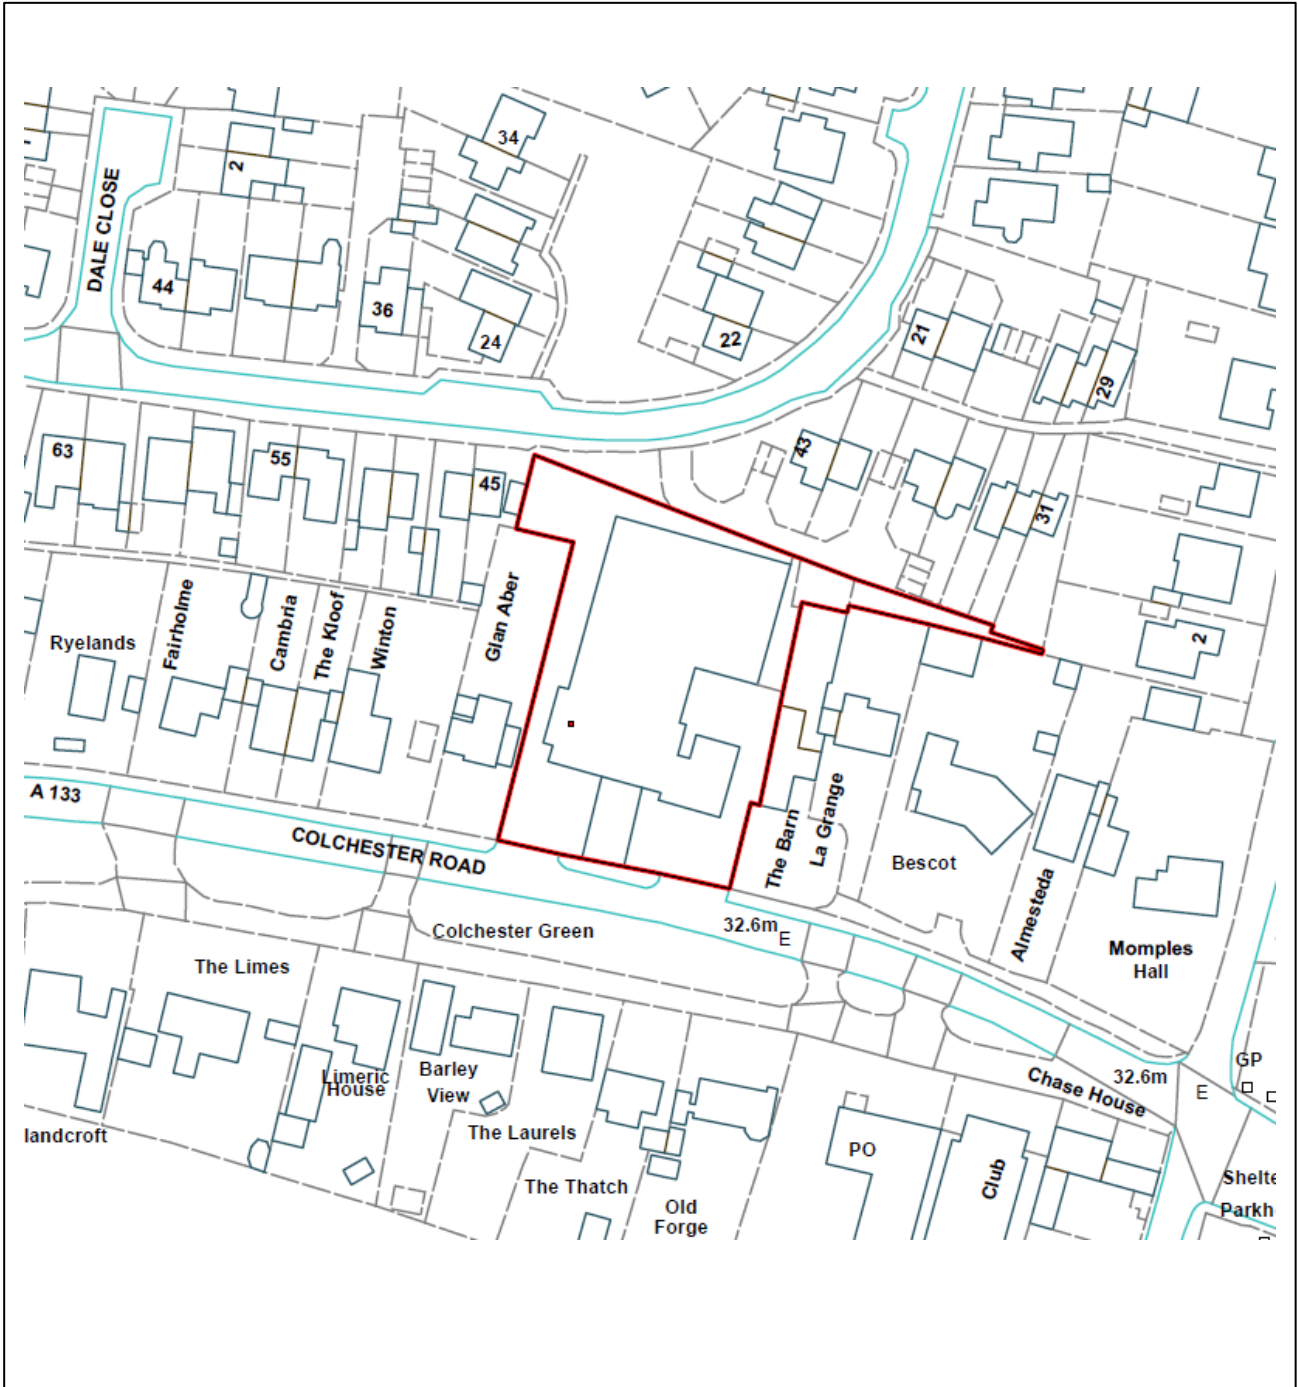 34
2
DALE CLOSE
44
36
24
22
21
29
63
55
45
43
31
Ryelands
Fairholme
Cambria
The Kloof
Winton
Glan Aber
2
A 133
COLCHESTER ROAD
The Barn
La Grange
Bescot
Almesteda
Momples
Hall
32.6m
E
Colchester Green
The Limes
Limeric
House
Barley
View
The Laurels
The Thatch
Old
Forge
PO
Club
Chase House
32.6m
E
GP
landcroft
Shelte
Parkh